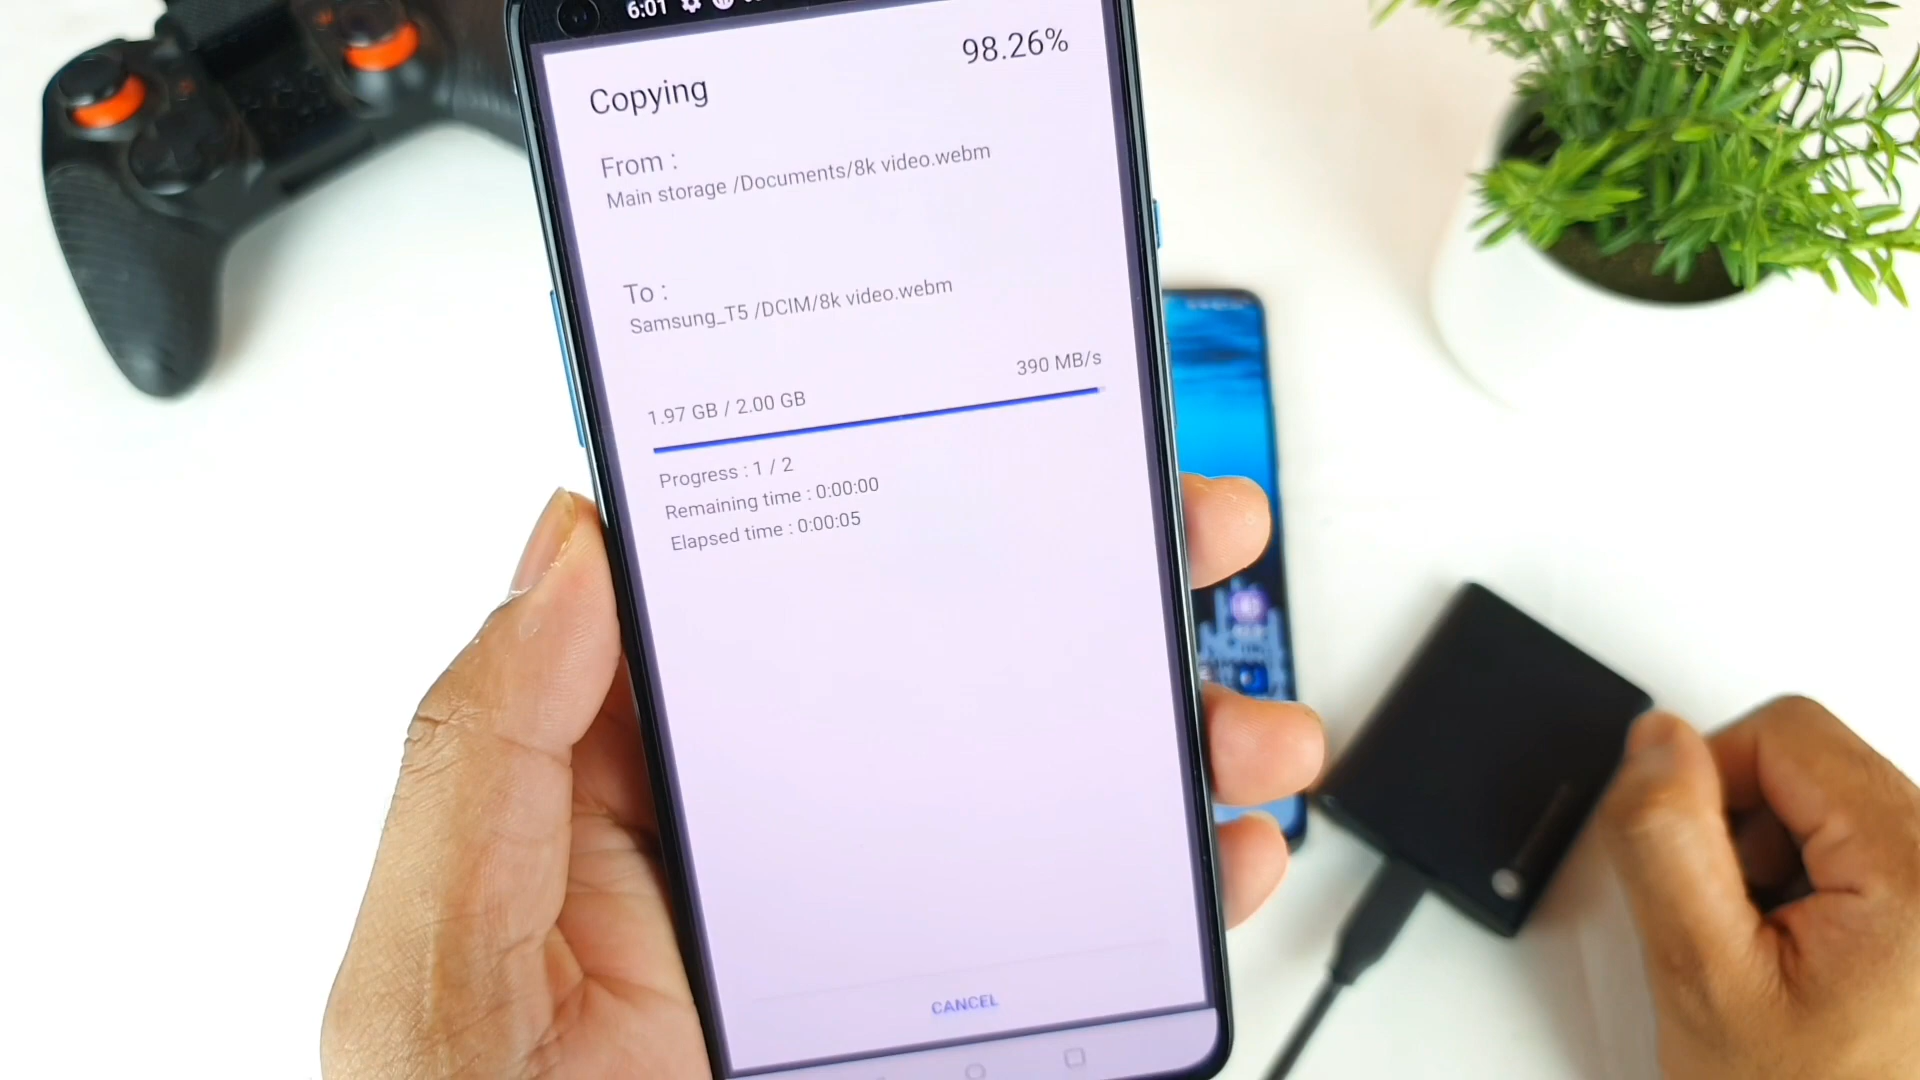 6:01
98.26%
Copying
From :
Main storage /Documents/8k video.webm
To :
Samsung_T5 /DCIM/8k video.webm
390 MB/s
1.97 GB / 2.00 GB
Progress : 1 / 2
Remaining time : 0:00:00
Elapsed time : 0:00:05
CANCEL